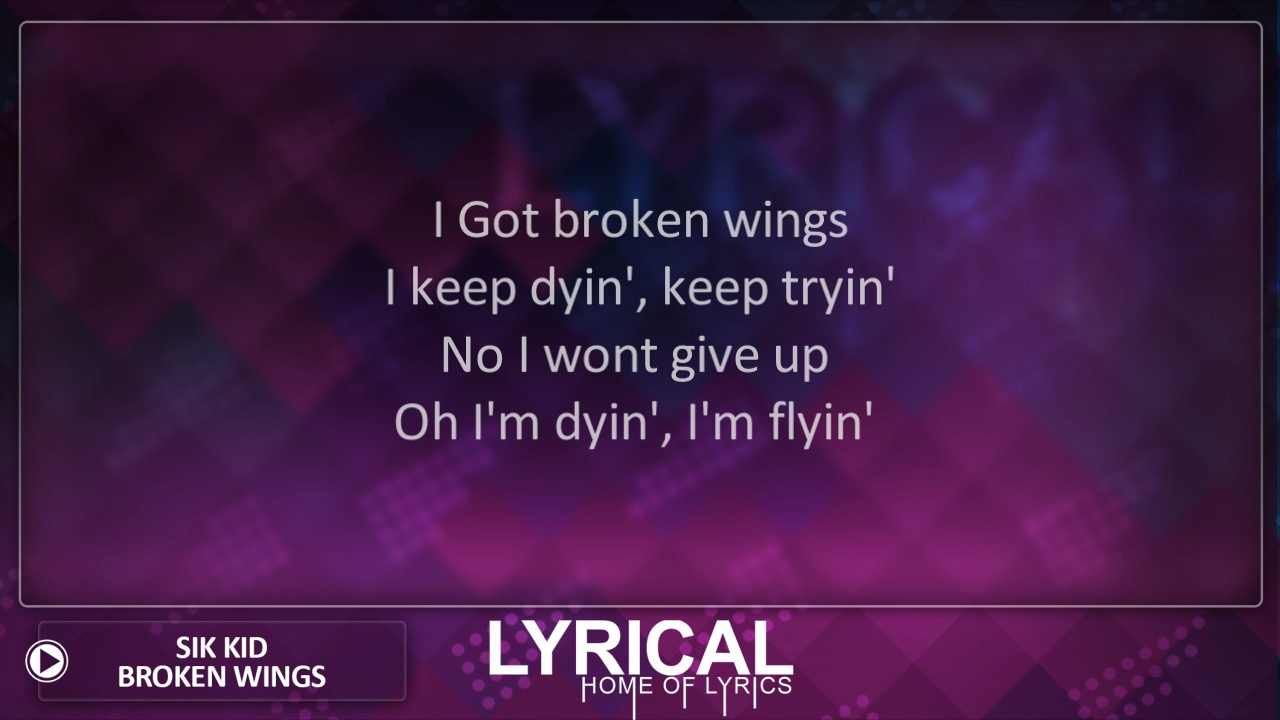 I Got broken wings
I keep dyin', keep tryin'
No I wont give up
Oh I'm dyin', I'm flyin'
SIK KID
BROKEN WINGS
LYRICAL
HOME OF LYRICS